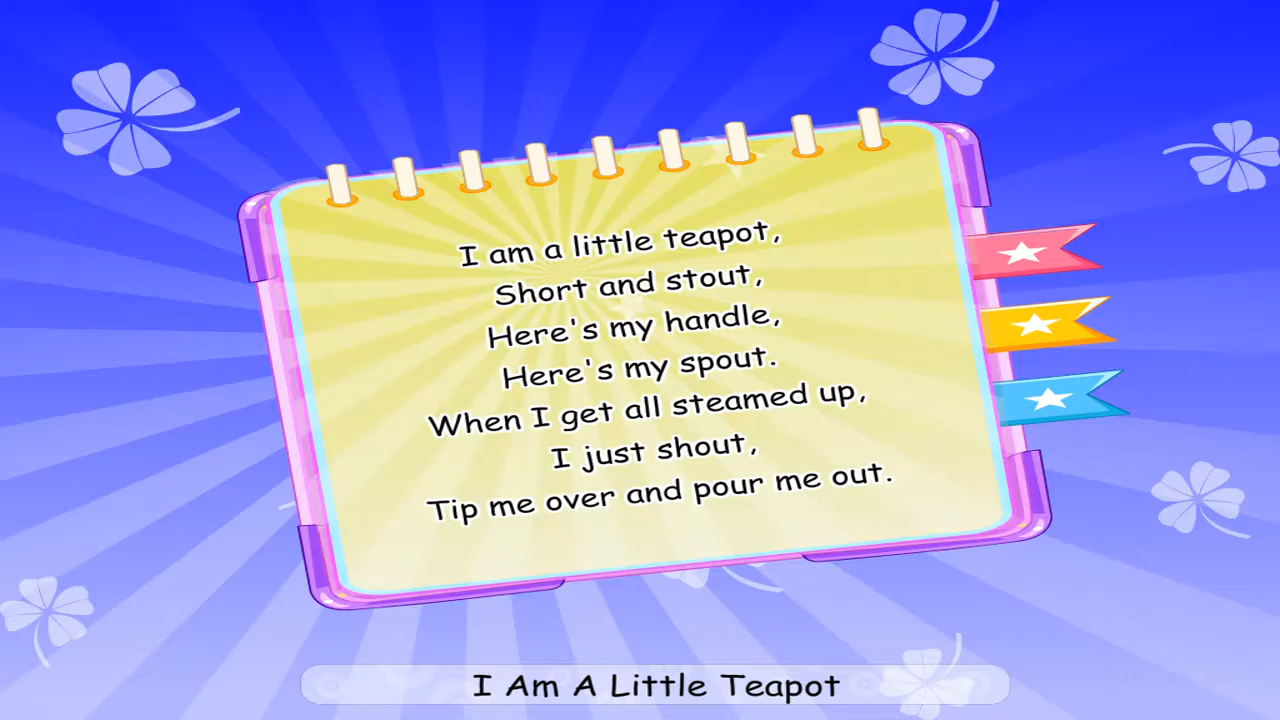 I am a little teapot,
Short and stout,
Here's my handle,
Here's my spout.
When I get all steamed up,
I just shout,
Tip me over and pour me out.
I Am A Little Teapot